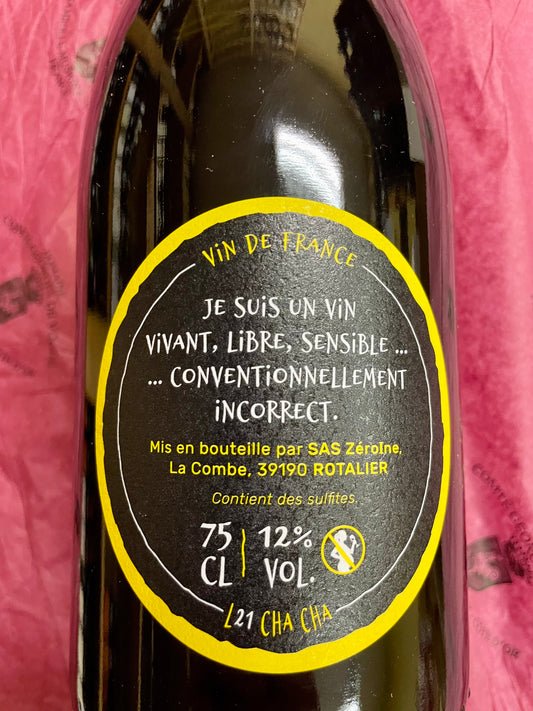 ViN DE FRANCE
JE SUIS UN ViN
ViVANT, LiBRE, SENSiBLE ...
... CONVENTiONNELLEMENT
iNCORRECT.
Mis en bouteille par SAS ZéroIne,
La Combe, 39190 ROTALIER
Contient des sulfites.
75 CL
12% VOL.
L21 CHA CHA